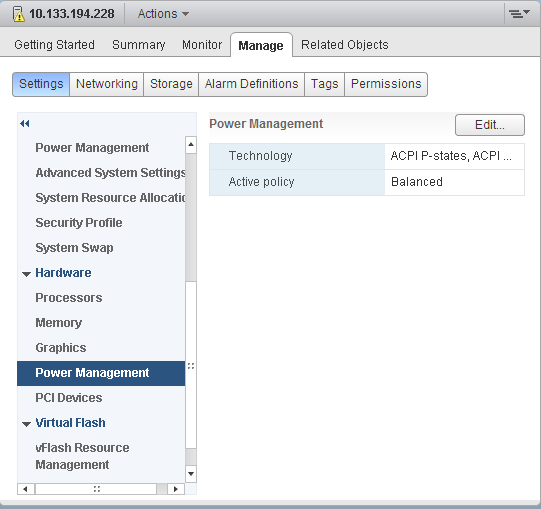 10.133.194.228 Actions
Getting Started Summary Monitor Manage Related Objects
Settings Networking Storage Alarm Definitions Tags Permissions
Power Management
Advanced System Settings
System Resource Allocatio
Security Profile
System Swap
Hardware
Processors
Memory
Graphics
Power Management
PCI Devices
Virtual Flash
vFlash Resource
Management
Power Management Edit...
Technology ACPI P-states, ACPI ...
Active policy Balanced